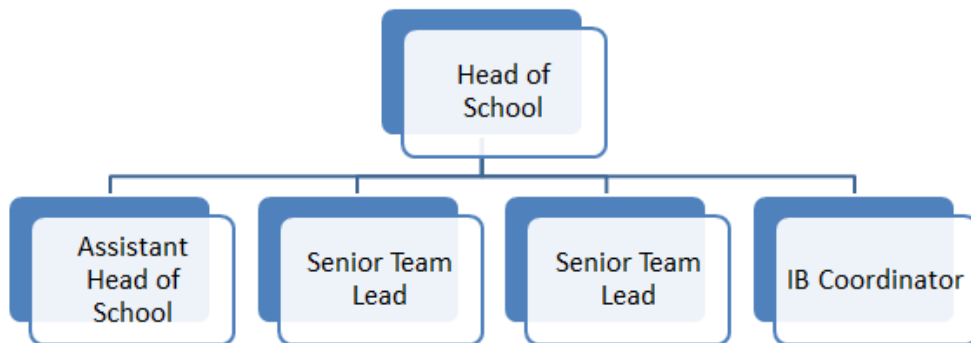 Head of
School
Assistant
Head of
School
Senior Team
Lead
Senior Team
Lead
IB Coordinator